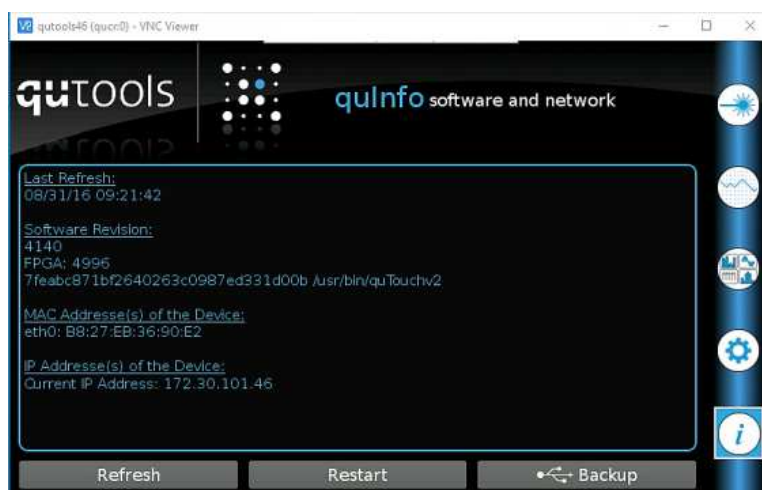 qutools46 (qucr:0) - VNC Viewer
qutools
quInfo software and network
Last Refresh:
08/31/16 09:21:42
Software Revision:
4140
FPGA: 4996
7feabc871bf2640263c0987ed331d00b /usr/bin/quTouchv2
MAC Addresse(s) of the Device:
eth0: B8:27:EB:36:90:E2
IP Addresse(s) of the Device:
Current IP Address: 172.30.101.46
i
Refresh
Restart
Backup